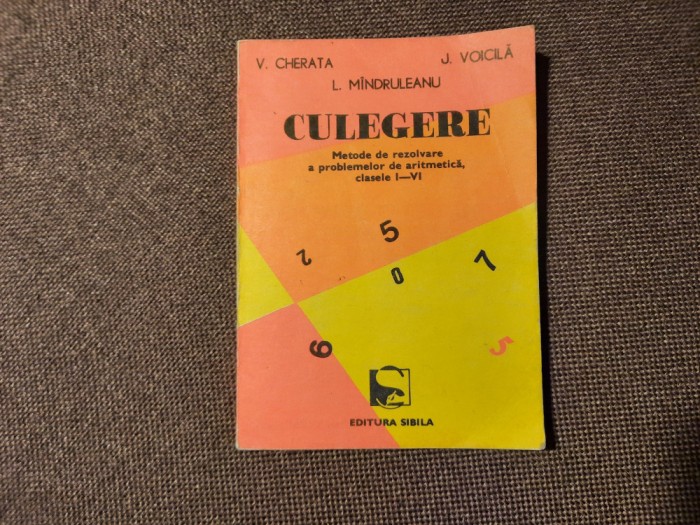 V. CHERATA
J. VOICILĂ
L. MÎNDRULEANU
CULEGERE
Metode de rezolvare
a problemelor de aritmetică,
clasele I—VI
5
2
0
7
6
5
S
EDITURA SIBILA